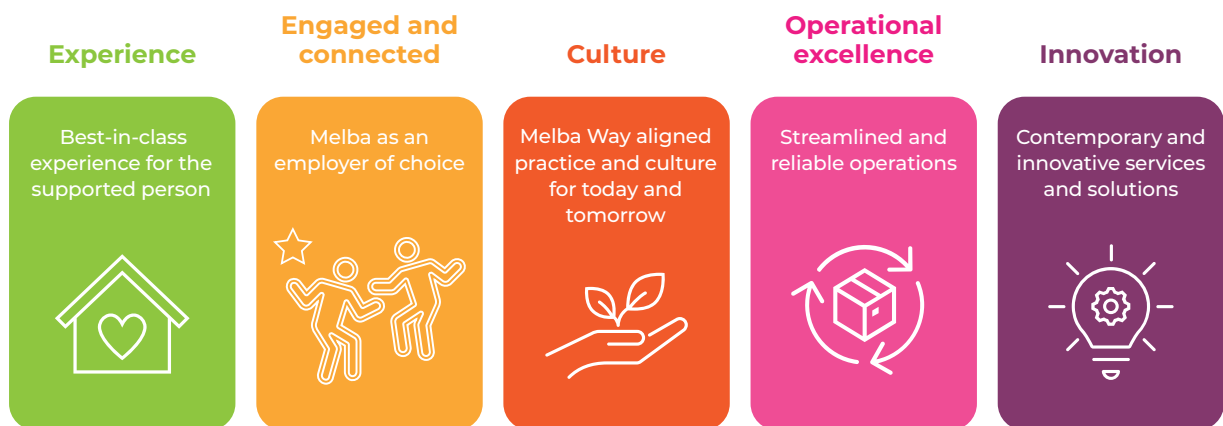 Experience
Best-in-class
experience for the
supported person
Engaged and
connected
Melba as an
employer of choice
Culture
Melba Way aligned
practice and culture
for today and
tomorrow
Operational
excellence
Streamlined and
reliable operations
Innovation
Contemporary and
innovative services
and solutions